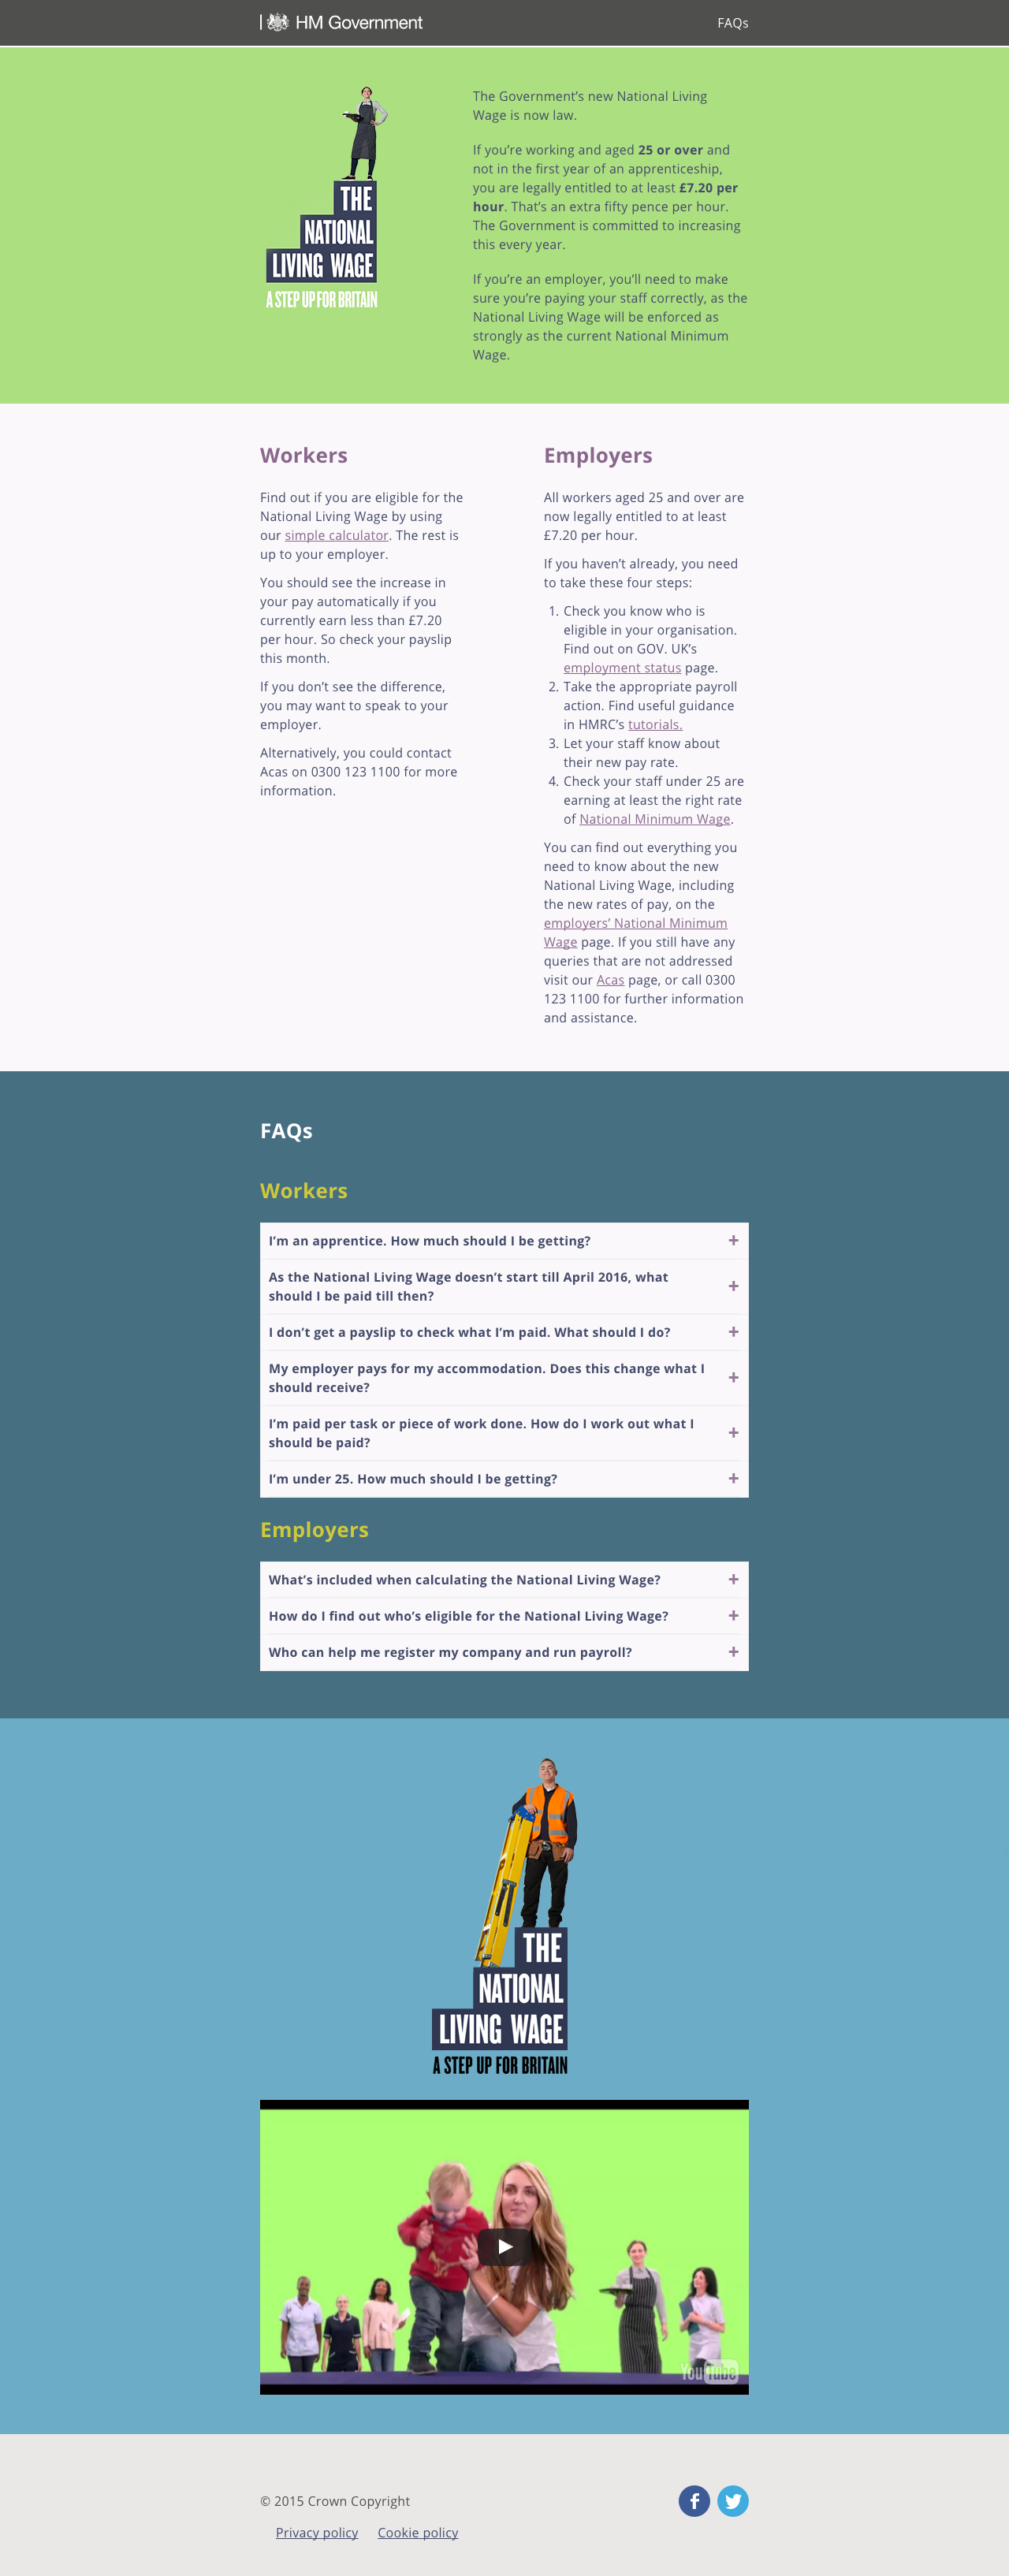 HM Government
FAQs
THE
NATIONAL
LIVING WAGE
A STEP UP FOR BRITAIN
The Government’s new National Living
Wage is now law.
If you’re working and aged 25 or over and
not in the first year of an apprenticeship,
you are legally entitled to at least £7.20 per
hour. That’s an extra fifty pence per hour.
The Government is committed to increasing
this every year.
If you’re an employer, you’ll need to make
sure you’re paying your staff correctly, as the
National Living Wage will be enforced as
strongly as the current National Minimum
Wage.
Workers
Find out if you are eligible for the
National Living Wage by using
our simple calculator. The rest is
up to your employer.
You should see the increase in
your pay automatically if you
currently earn less than £7.20
per hour. So check your payslip
this month.
If you don’t see the difference,
you may want to speak to your
employer.
Alternatively, you could contact
Acas on 0300 123 1100 for more
information.
Employers
All workers aged 25 and over are
now legally entitled to at least
£7.20 per hour.
If you haven’t already, you need
to take these four steps:
1. Check you know who is
eligible in your organisation.
Find out on GOV. UK’s
employment status page.
2. Take the appropriate payroll
action. Find useful guidance
in HMRC’s tutorials.
3. Let your staff know about
their new pay rate.
4. Check your staff under 25 are
earning at least the right rate
of National Minimum Wage.
You can find out everything you
need to know about the new
National Living Wage, including
the new rates of pay, on the
employers’ National Minimum
Wage page. If you still have any
queries that are not addressed
visit our Acas page, or call 0300
123 1100 for further information
and assistance.
FAQs
Workers
I’m an apprentice. How much should I be getting? +
As the National Living Wage doesn’t start till April 2016, what
should I be paid till then? +
I don’t get a payslip to check what I’m paid. What should I do? +
My employer pays for my accommodation. Does this change what I
should receive? +
I’m paid per task or piece of work done. How do I work out what I
should be paid? +
I’m under 25. How much should I be getting? +
Employers
What’s included when calculating the National Living Wage? +
How do I find out who’s eligible for the National Living Wage? +
Who can help me register my company and run payroll? +
THE
NATIONAL
LIVING WAGE
A STEP UP FOR BRITAIN
YouTube
© 2015 Crown Copyright
Privacy policy Cookie policy